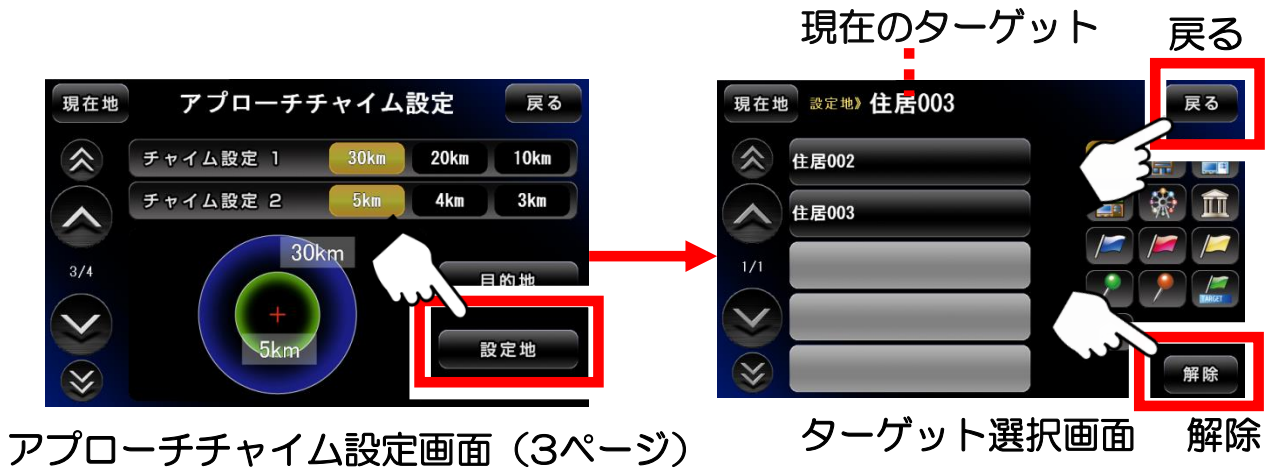 現在のターゲット
戻る
現在地
アプローチチャイム設定
戻る
チャイム設定 1
30km
20km
10km
チャイム設定 2
5km
4km
3km
3/4
30km
5km
目的地
設定地
アプローチチャイム設定画面（3ページ）
現在地
設定地》住居003
戻る
住居002
住居003
1/1
TARGET
解除
ターゲット選択画面
解除